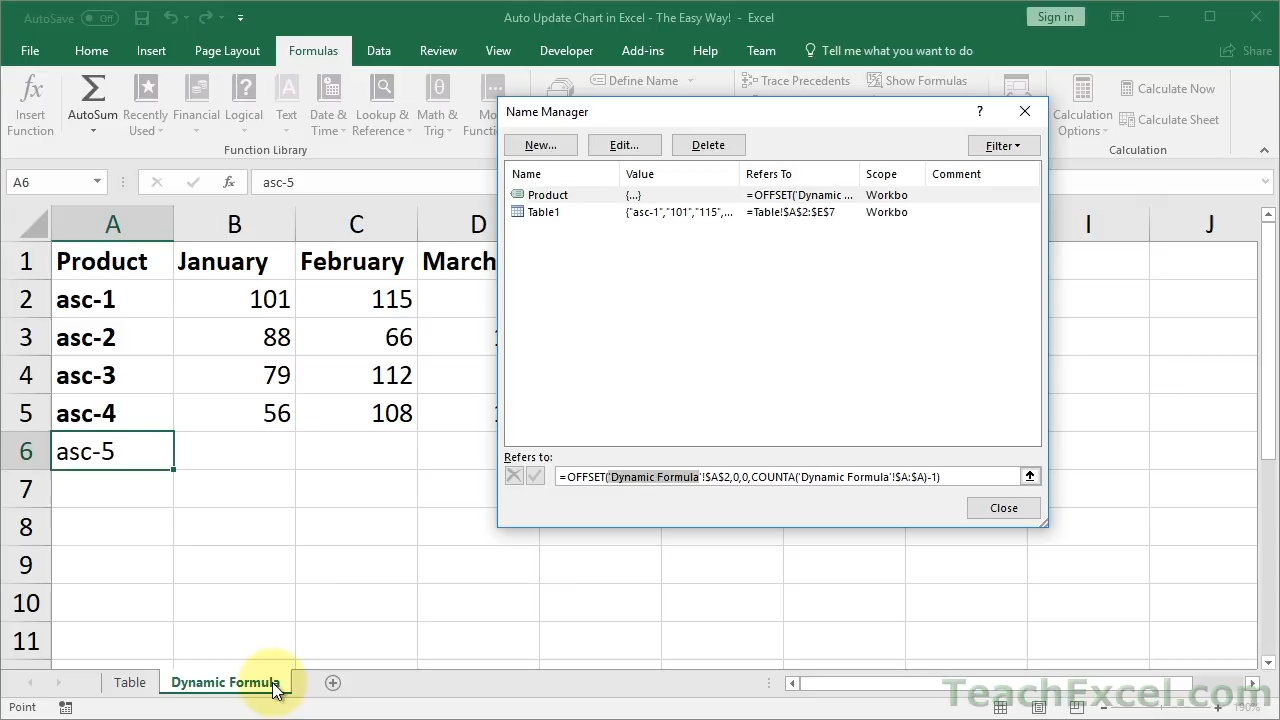 AutoSave Off
Auto Update Chart in Excel - The Easy Way! - Excel
Sign in
File Home Insert Page Layout Formulas Data Review View Developer Add-ins Help Team Tell me what you want to do Share
Insert Function
AutoSum
Recently Used
Financial
Logical
Text
Date & Time
Lookup & Reference
Math & Trig
Function Library
Define Name
Trace Precedents
Show Formulas
Calculation Options
Calculate Now
Calculate Sheet
Calculation
A6
fx
asc-5
A B C D I J
1 Product January February March
2 asc-1 101 115
3 asc-2 88 66
4 asc-3 79 112
5 asc-4 56 108
6 asc-5
7
8
9
10
11
Name Manager
?
New... Edit... Delete Filter
Name Value Refers To Scope Comment
Product {...} =OFFSET('Dynamic ... Workbo
Table1 {"asc-1","101","115",... =Table!$A$2:$E$7 Workbo
Refers to:
=OFFSET('Dynamic Formula'!$A$2,0,0,COUNTA('Dynamic Formula'!$A:$A)-1)
Close
Table Dynamic Formula
TeachExcel.com
Point
190%